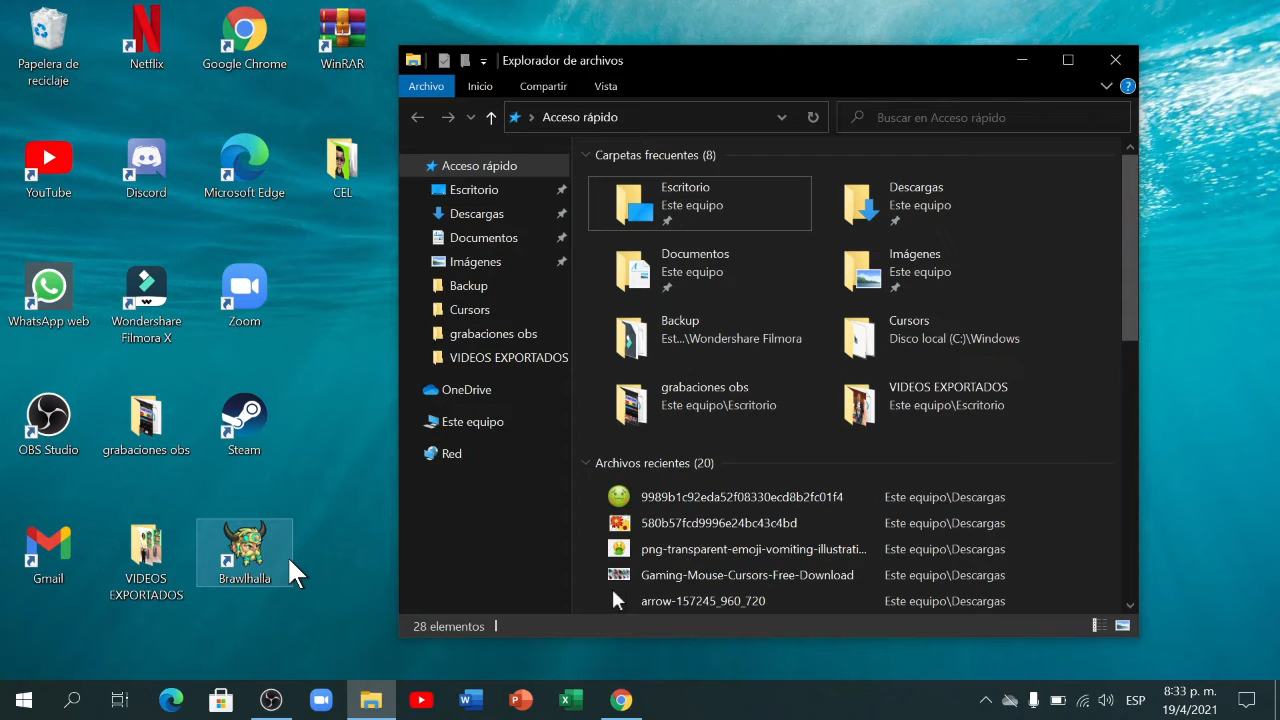 Papelera de
reciclaje
Netflix
Google Chrome
WinRAR
YouTube
Discord
Microsoft Edge
CEL
WhatsApp web
Wondershare
Filmora X
Zoom
OBS Studio
grabaciones obs
Steam
Gmail
VIDEOS
EXPORTADOS
Brawlhalla
Explorador de archivos
Archivo
Inicio
Compartir
Vista
Acceso rápido
Buscar en Acceso rápido
Acceso rápido
Escritorio
Descargas
Documentos
Imágenes
Backup
Cursors
grabaciones obs
VIDEOS EXPORTADOS
OneDrive
Este equipo
Red
Carpetas frecuentes (8)
Escritorio
Este equipo
Descargas
Este equipo
Documentos
Este equipo
Imágenes
Este equipo
Backup
Est...\Wondershare Filmora
Cursors
Disco local (C:)\Windows
grabaciones obs
Este equipo\Escritorio
VIDEOS EXPORTADOS
Este equipo\Escritorio
Archivos recientes (20)
9989b1c92eda52f08330ecd8b2fc01f4 Este equipo\Descargas
580b57fcd9996e24bc43c4bd Este equipo\Descargas
png-transparent-emoji-vomiting-illustrati... Este equipo\Descargas
Gaming-Mouse-Cursors-Free-Download Este equipo\Descargas
arrow-157245_960_720 Este equipo\Descargas
28 elementos
ESP
8:33 p. m.
19/4/2021